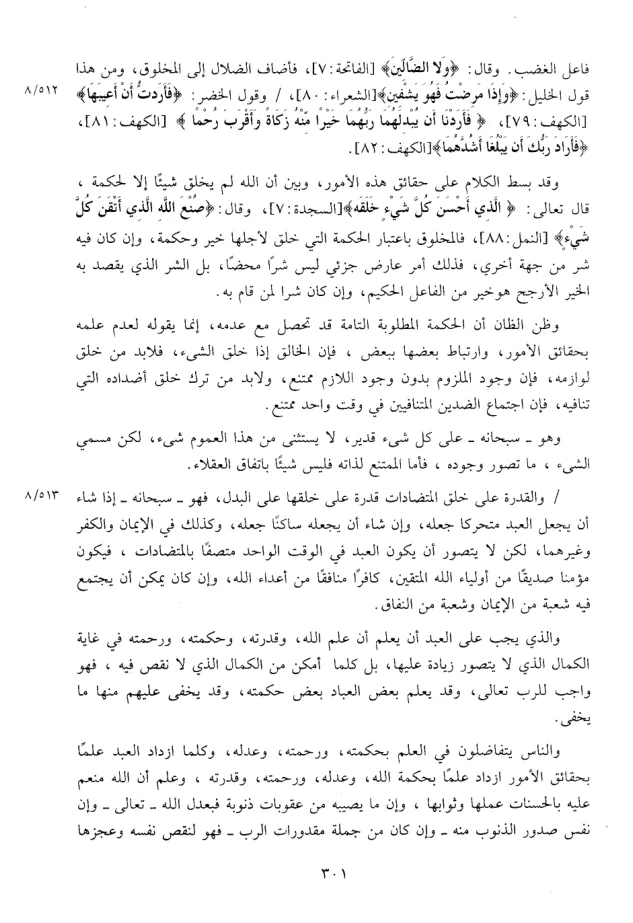 فاعل الغضب. وقال: ﴿وَلا الضَّالِّينَ﴾ [الفاتحة:٧]، فأضاف الضلال إلى المخلوق، ومن هذا
٨/٥١٢ قول الخليل: ﴿وَإِذَا مَرِضْتُ فَهُوَ يَشْفِين﴾[الشعراء:٨٠]، / وقول الخضر: ﴿فَأَرَدتُّ أَنْ أَعِيبَهَا﴾
[الكهف:٧٩]، ﴿ فَأَرَدْنَا أَن يُبْدِلَهُمَا رَبُّهُمَا خَيْرًا مِّنْهُ زَكَاةً وَأَقْرَبَ رُحْمًا ﴾ [الكهف:٨١]،
﴿فَأَرَادَ رَبُّكَ أَن يَبْلُغَا أَشُدَّهُمَا﴾[الكهف:٨٢].
وقد بسط الكلام على حقائق هذه الأمور، وبين أن الله لم يخلق شيئًا إلا لحكمة ،
قال تعالى: ﴿ الَّذِي أَحْسَنَ كُلَّ شَيْءٍ خَلَقَه﴾[السجدة:٧]، وقال: ﴿صُنْعَ اللَّهِ الَّذِي أَتْقَنَ كُلَّ
شَيْءٍ﴾ [النمل:٨٨]، فالمخلوق باعتبار الحكمة التي خلق لأجلها خير وحكمة، وإن كان فيه
شر من جهة أخري، فذلك أمر عارض جزئي ليس شرًا محضًا، بل الشر الذي يقصد به
الخير الأرجح هوخير من الفاعل الحكيم، وإن كان شرا لمن قام به.
وظن الظان أن الحكمة المطلوبة التامة قد تحصل مع عدمه، إنما يقوله لعدم علمه
بحقائق الأمور، وارتباط بعضها ببعض ، فإن الخالق إذا خلق الشيء، فلابد من خلق
لوازمه، فإن وجود الملزوم بدون وجود اللازم ممتنع، ولابد من ترك خلق أضداده التي
تنافيه، فإن اجتماع الضدين المتنافيين في وقت واحد ممتنع.
وهو ـ سبحانه ـ على كل شىء قدير، لا يستثنى من هذا العموم شىء، لكن مسمي
الشىء ، ما تصور وجوده ، فأما الممتنع لذاته فليس شيئًا باتفاق العقلاء.
٨/٥١٣ / والقدرة على خلق المتضادات قدرة على خلقها على البدل، فهو ـ سبحانه ـ إذا شاء
أن يجعل العبد متحركا جعله، وإن شاء أن يجعله ساكنًا جعله، وكذلك في الإيمان والكفر
وغيرهما، لكن لا يتصور أن يكون العبد في الوقت الواحد متصفًا بالمتضادات ، فيكون
مؤمنا صديقًا من أولياء الله المتقين، كافرًا منافقًا من أعداء الله، وإن كان يمكن أن يجتمع
فيه شعبة من الإيمان وشعبة من النفاق.
والذي يجب على العبد أن يعلم أن علم الله، وقدرته، وحكمته، ورحمته في غاية
الكمال الذي لا يتصور زيادة عليها، بل كلما أمكن من الكمال الذي لا نقص فيه ، فهو
واجب للرب تعالى، وقد يعلم بعض العباد بعض حكمته، وقد يخفى عليهم منها ما
يخفى.
والناس يتفاضلون في العلم بحكمته، ورحمته، وعدله، وكلما ازداد العبد علمًا
بحقائق الأمور ازداد علمًا بحكمة الله، وعدله، ورحمته، وقدرته ، وعلم أن الله منعم
عليه بالحسنات عملها وثوابها ، وإن ما يصيبه من عقوبات ذنوبة فبعدل الله ـ تعالى ـ وإن
نفس صدور الذنوب منه ـ وإن كان من جملة مقدورات الرب ـ فهو لنقص نفسه وعجزها
٣٠١